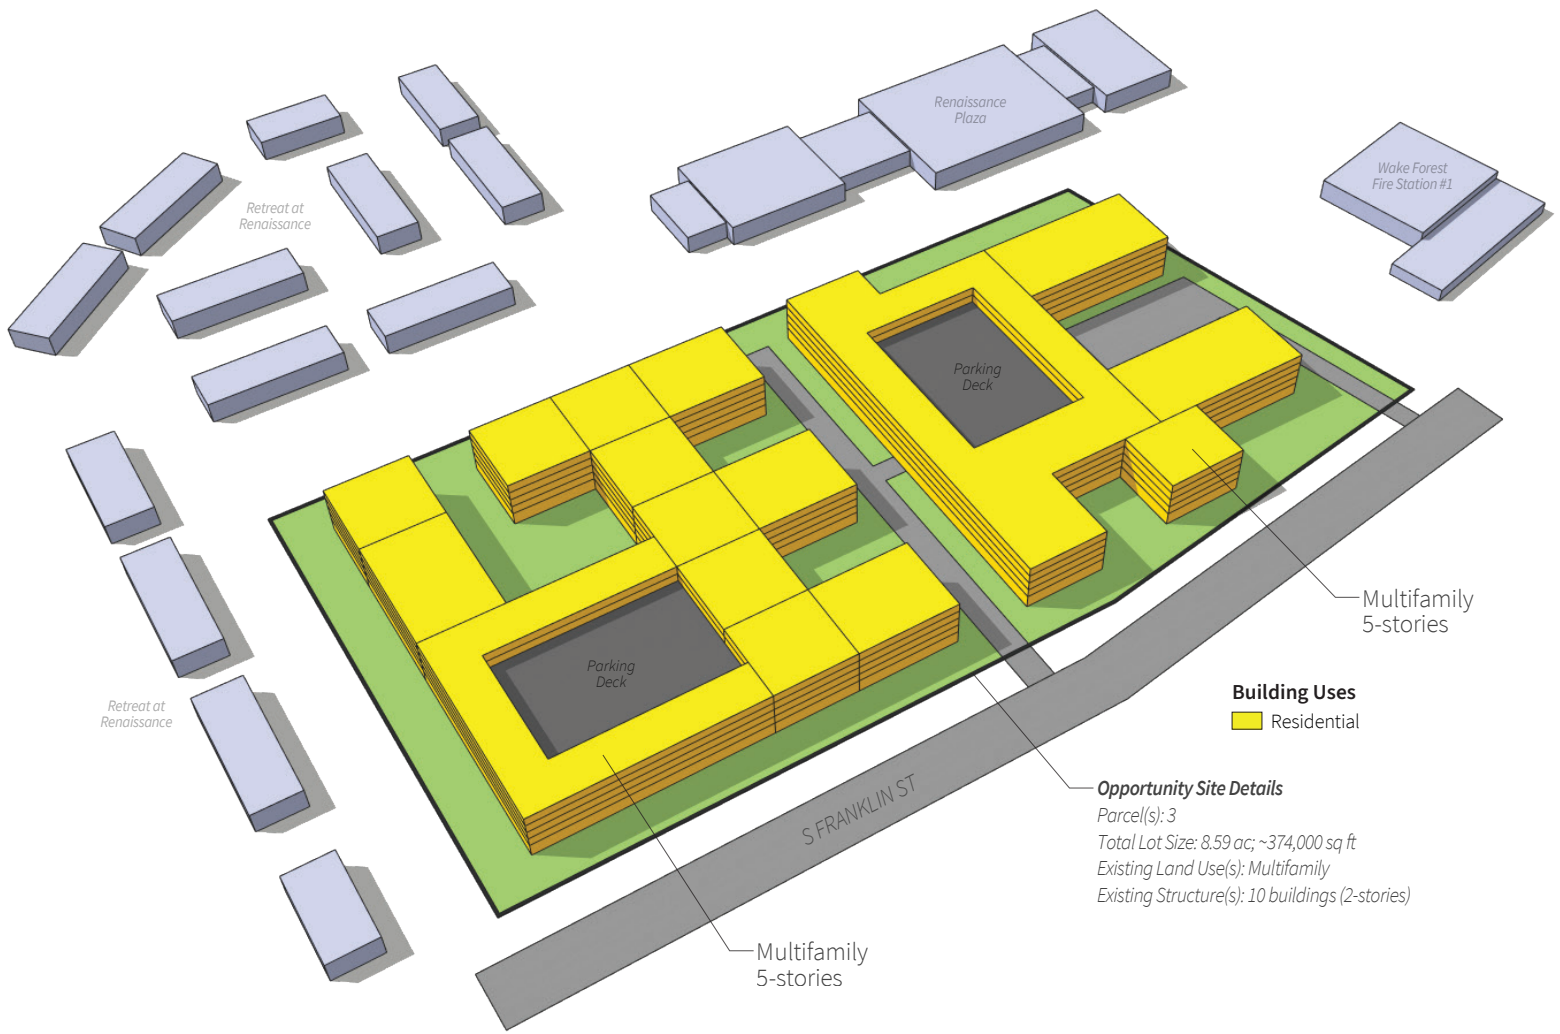 Renaissance
Plaza
Wake Forest
Fire Station #1
Retreat at
Renaissance
Parking
Deck
Multifamily
5-stories
Parking
Deck
Building Uses
Residential
Retreat at
Renaissance
S FRANKLIN ST
Opportunity Site Details
Parcel(s): 3
Total Lot Size: 8.59 ac; ~374,000 sq ft
Existing Land Use(s): Multifamily
Existing Structure(s): 10 buildings (2-stories)
Multifamily
5-stories